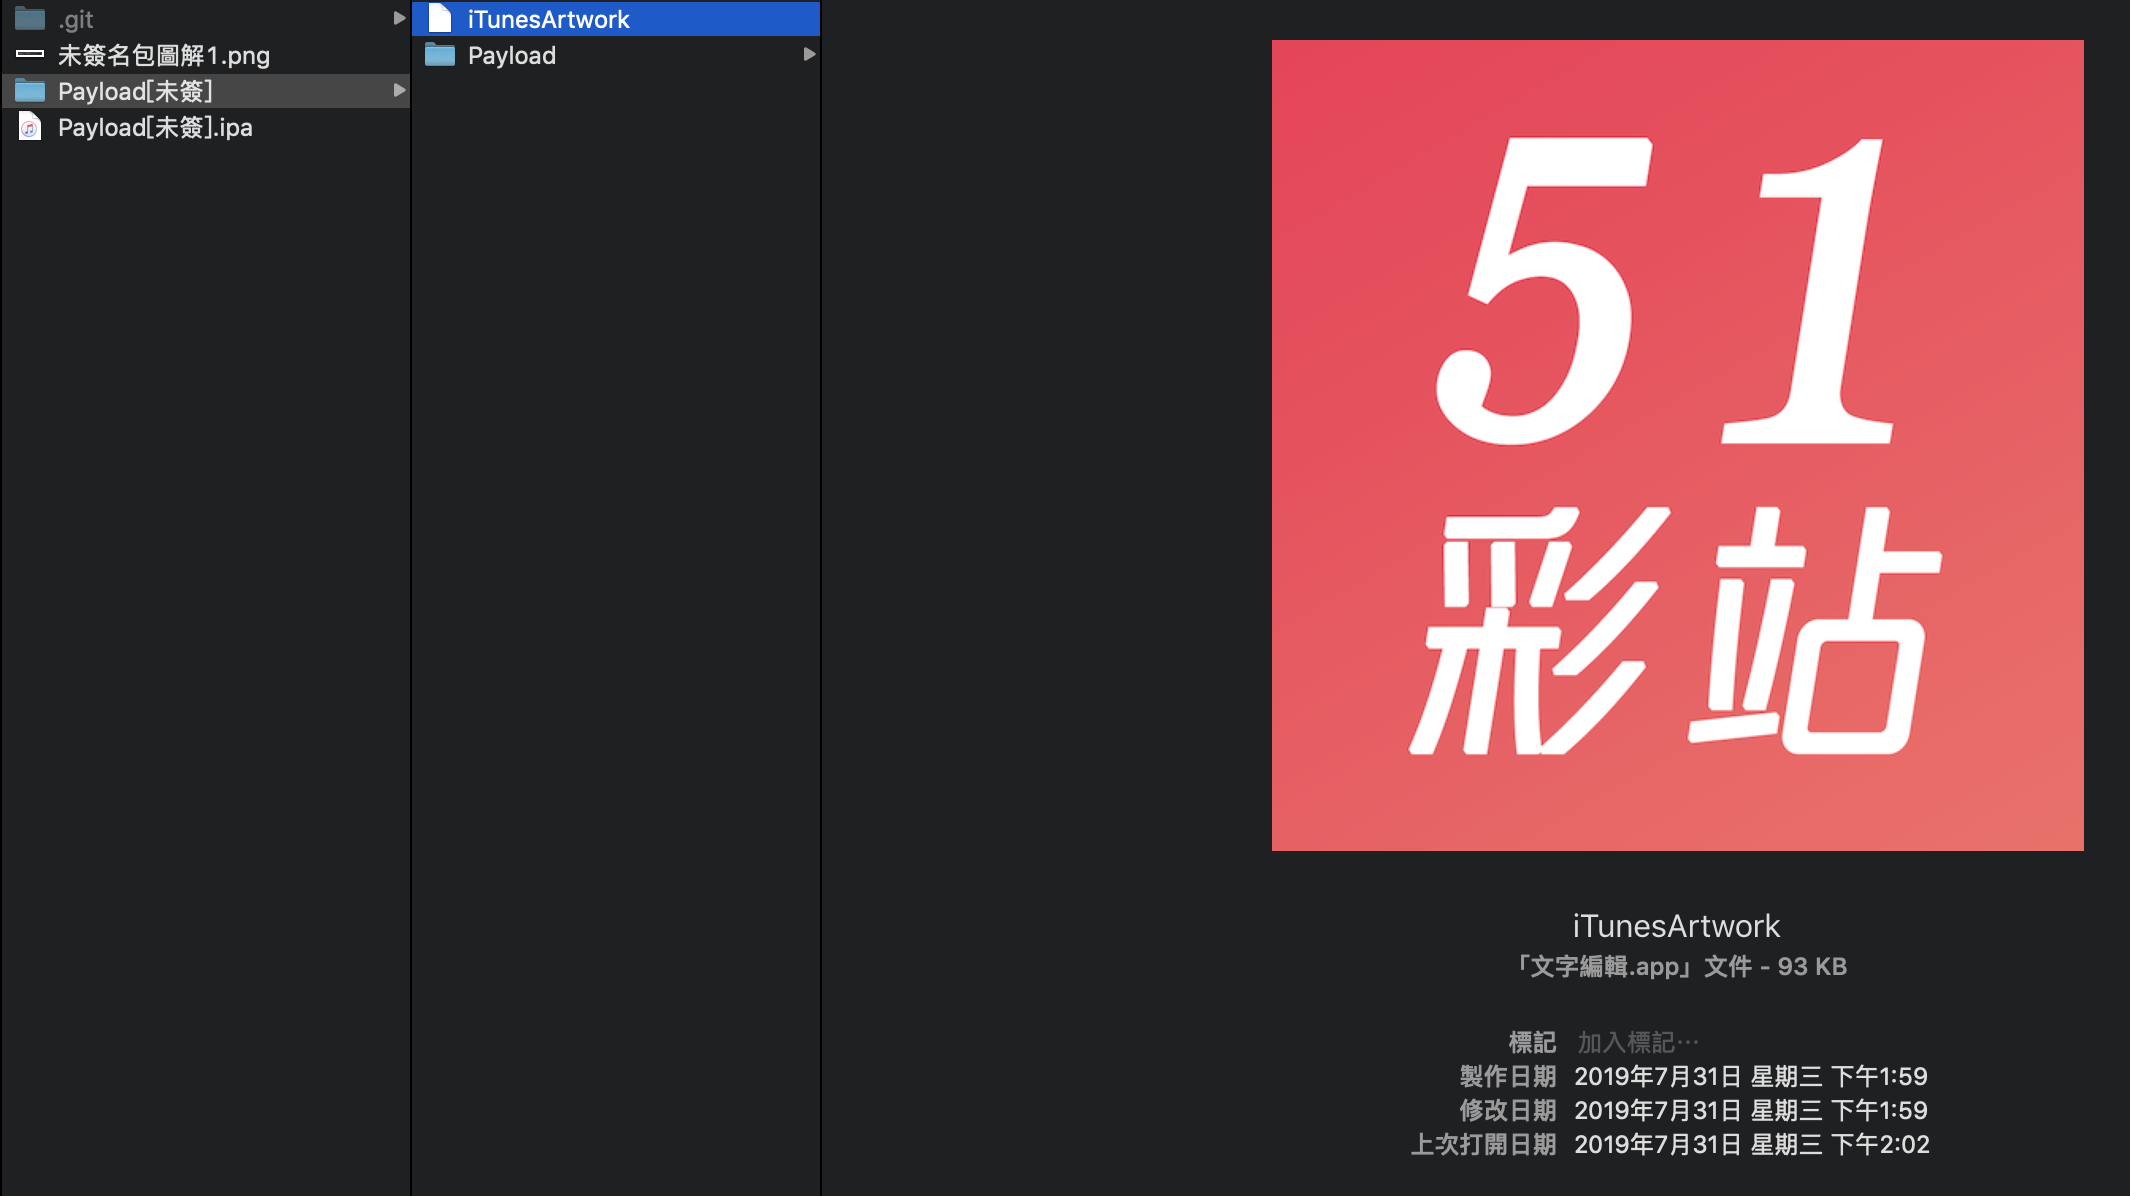 .git
未簽名包圖解1.png
Payload[未簽]
Payload[未簽].ipa
iTunesArtwork
Payload
51
彩站
iTunesArtwork
「文字編輯.app」文件 - 93 KB
標記 加入標記⋯
製作日期 2019年7月31日 星期三 下午1:59
修改日期 2019年7月31日 星期三 下午1:59
上次打開日期 2019年7月31日 星期三 下午2:02